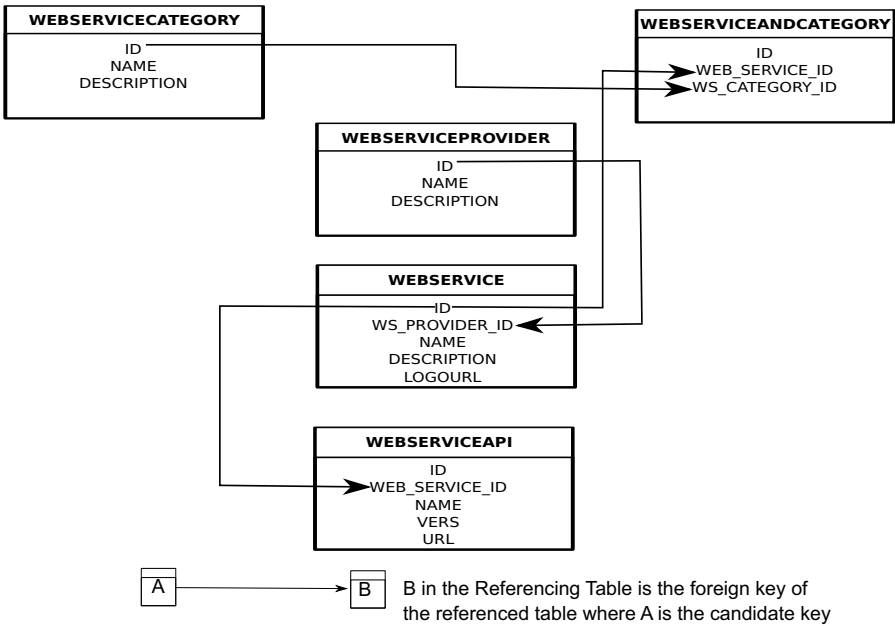 WEBSERVICECATEGORY
ID
NAME
DESCRIPTION
WEBSERVICEANDCATEGORY
ID
WEB_SERVICE_ID
WS_CATEGORY_ID
WEBSERVICEPROVIDER
ID
NAME
DESCRIPTION
WEBSERVICE
ID
WS_PROVIDER_ID
NAME
DESCRIPTION
LOGOURL
WEBSERVICEAPI
ID
WEB_SERVICE_ID
NAME
VERS
URL
A
B
B in the Referencing Table is the foreign key of
the referenced table where A is the candidate key